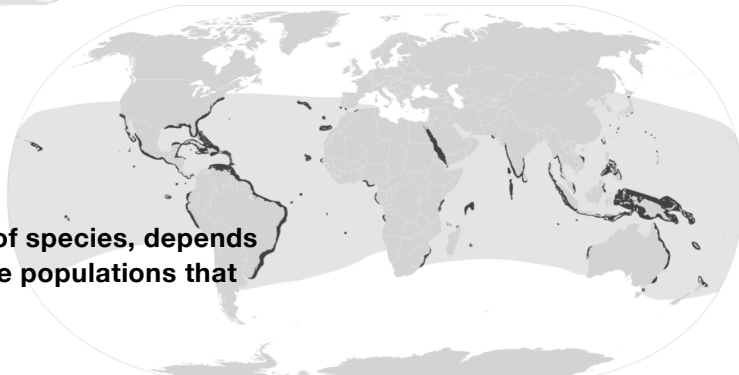 of species, depends
e populations that